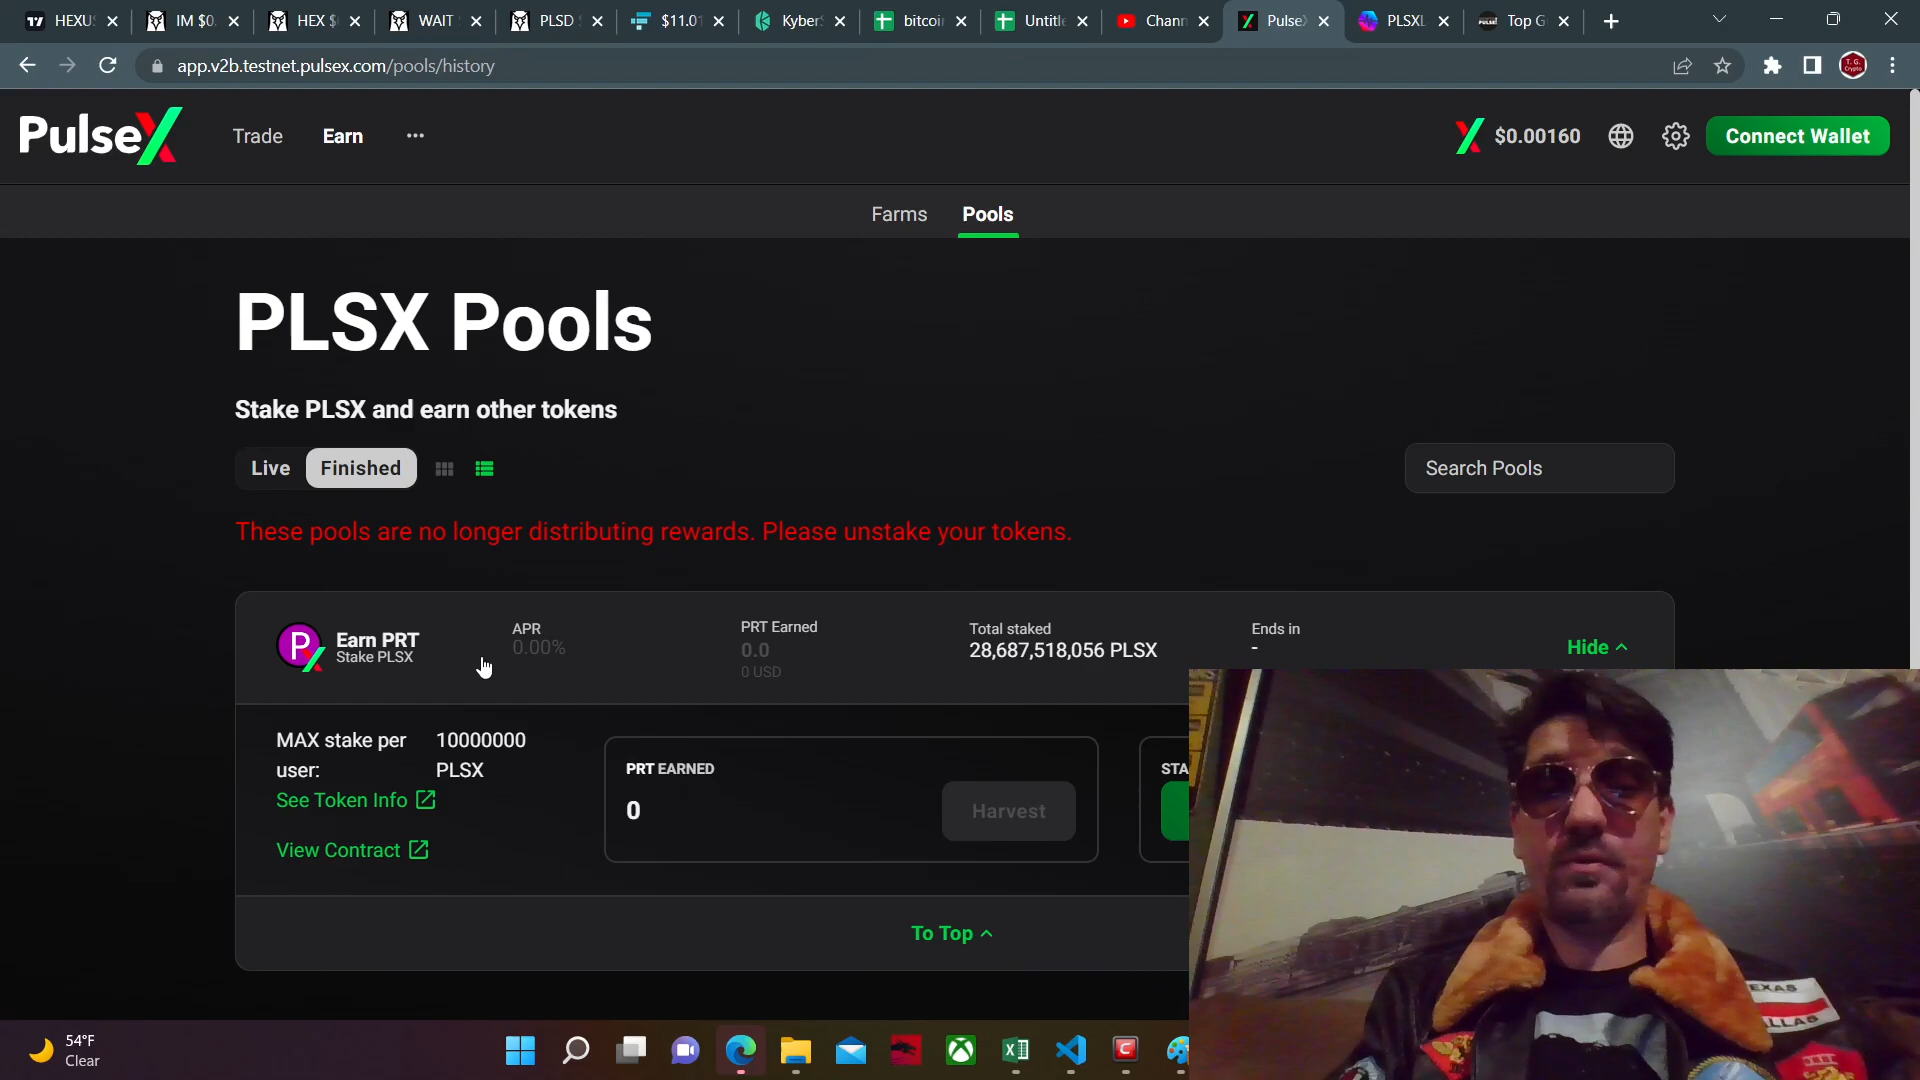 HEXU
IM $0.
HEX $
WAIT
PLSD
$11.0
Kyber
bitcoi
Untitle
Chann
PulseX
PLSXL
Top G
app.v2b.testnet.pulsex.com/pools/history
PulseX
Trade
Earn
$0.00160
Connect Wallet
Farms
Pools
PLSX Pools
Stake PLSX and earn other tokens
Live
Finished
Search Pools
These pools are no longer distributing rewards. Please unstake your tokens.
Earn PRT
Stake PLSX
APR
0.00%
PRT Earned
0.0
0 USD
Total staked
28,687,518,056 PLSX
Ends in
-
Hide
MAX stake per user:
10000000 PLSX
See Token Info
View Contract
PRT EARNED
0
Harvest
STA
To Top
54°F
Clear